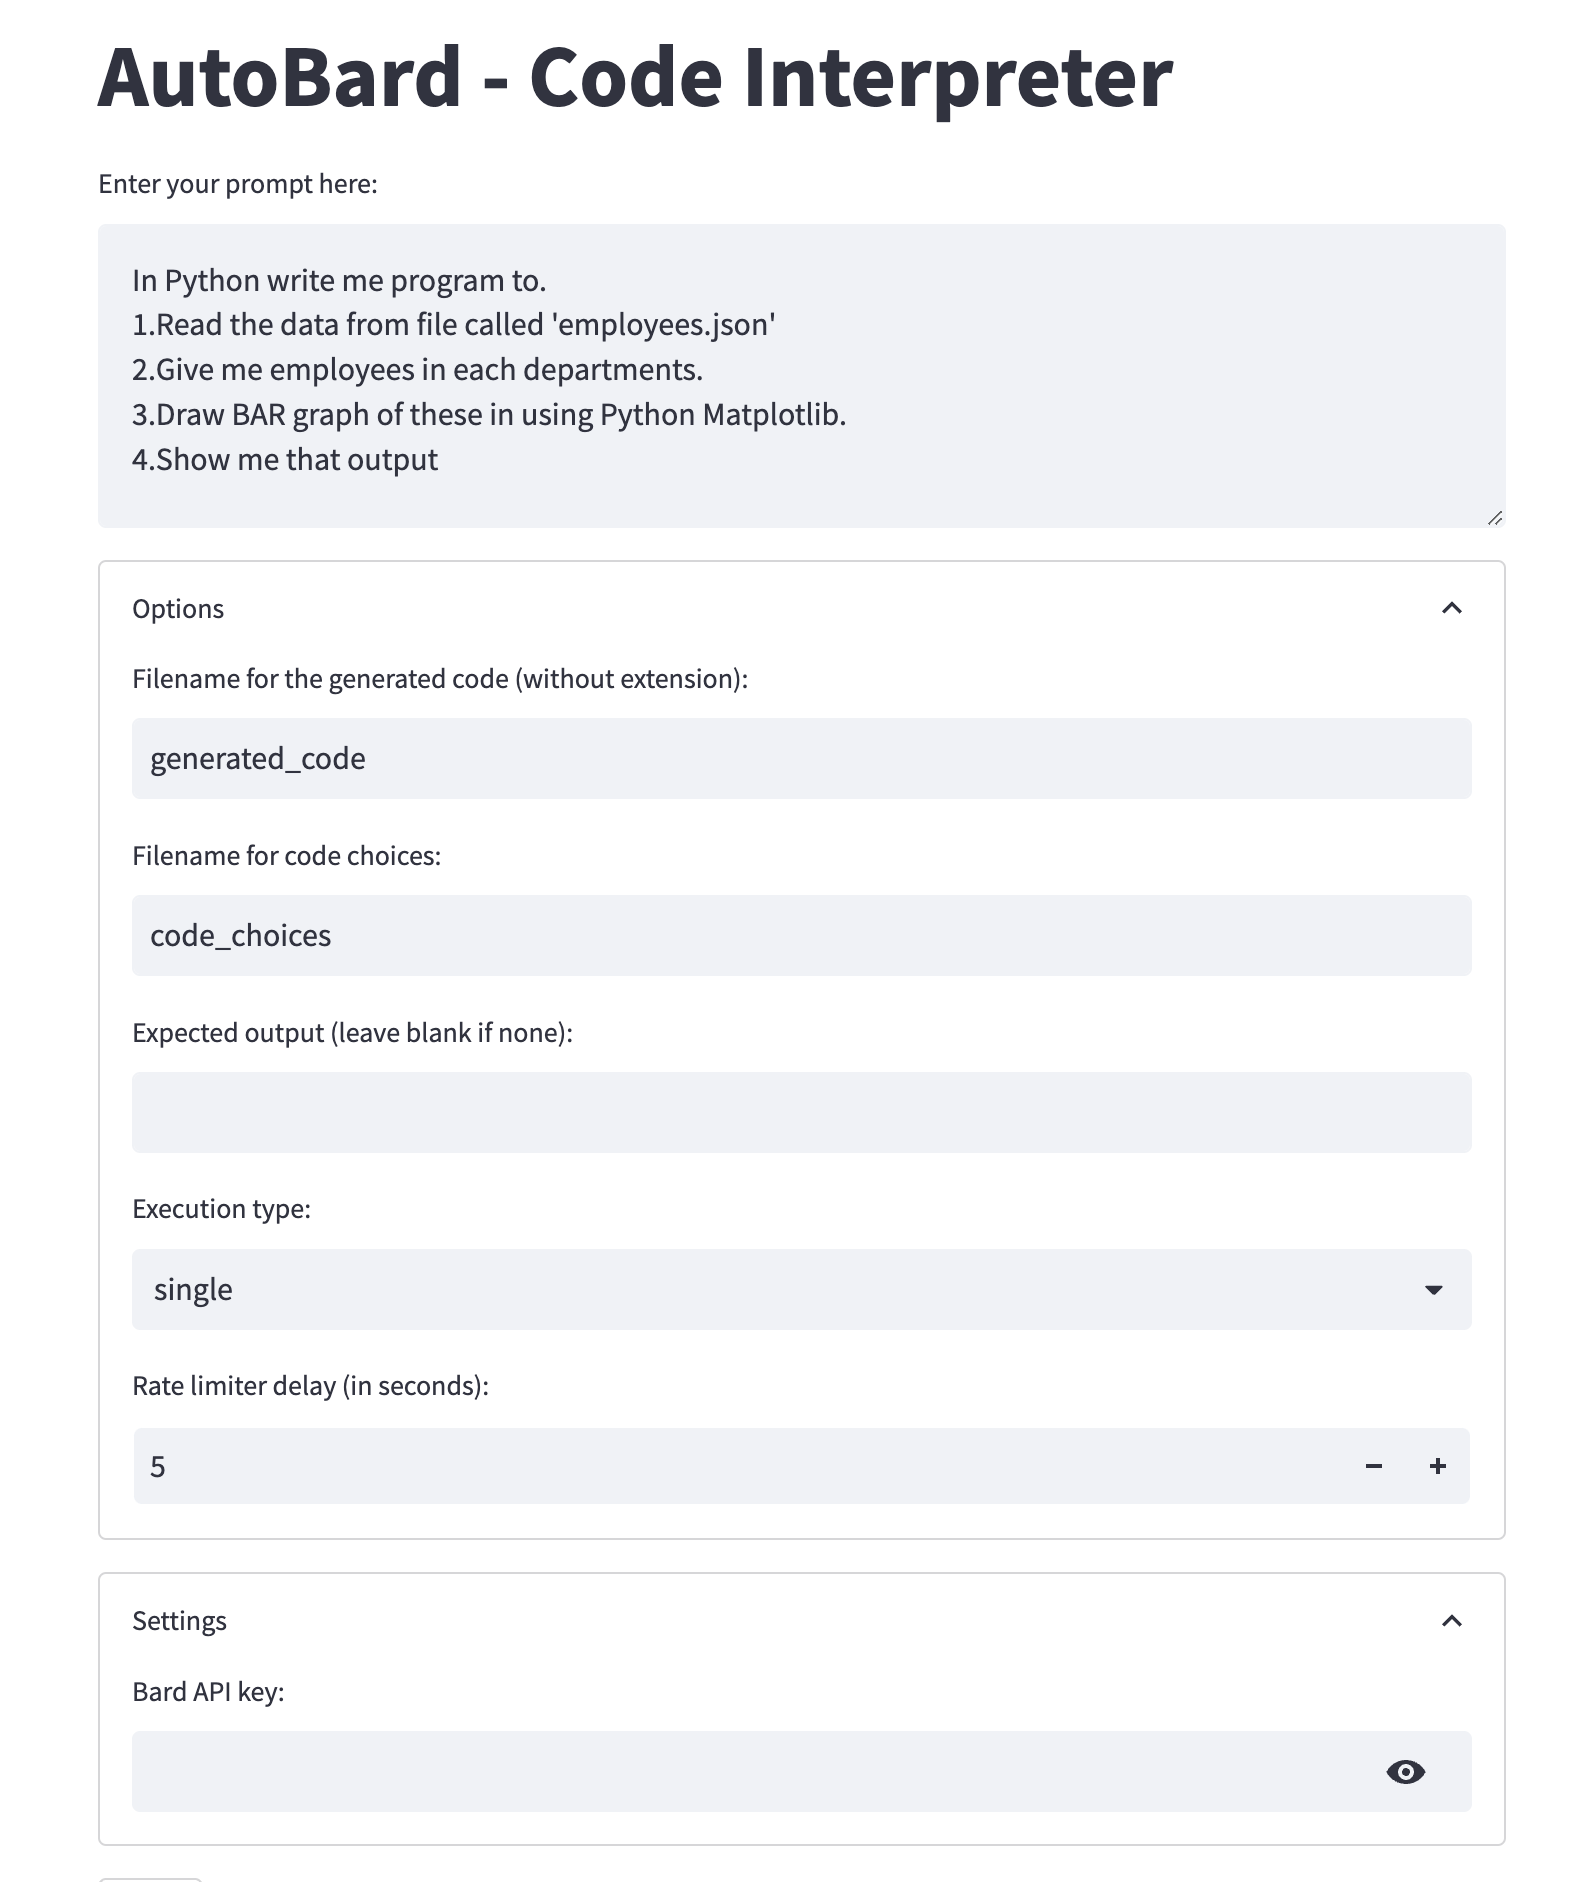 AutoBard - Code Interpreter
Enter your prompt here:
In Python write me program to.
1.Read the data from file called 'employees.json'
2.Give me employees in each departments.
3.Draw BAR graph of these in using Python Matplotlib.
4.Show me that output
Options
Filename for the generated code (without extension):
generated_code
Filename for code choices:
code_choices
Expected output (leave blank if none):
Execution type:
single
Rate limiter delay (in seconds):
5
Settings
Bard API key: